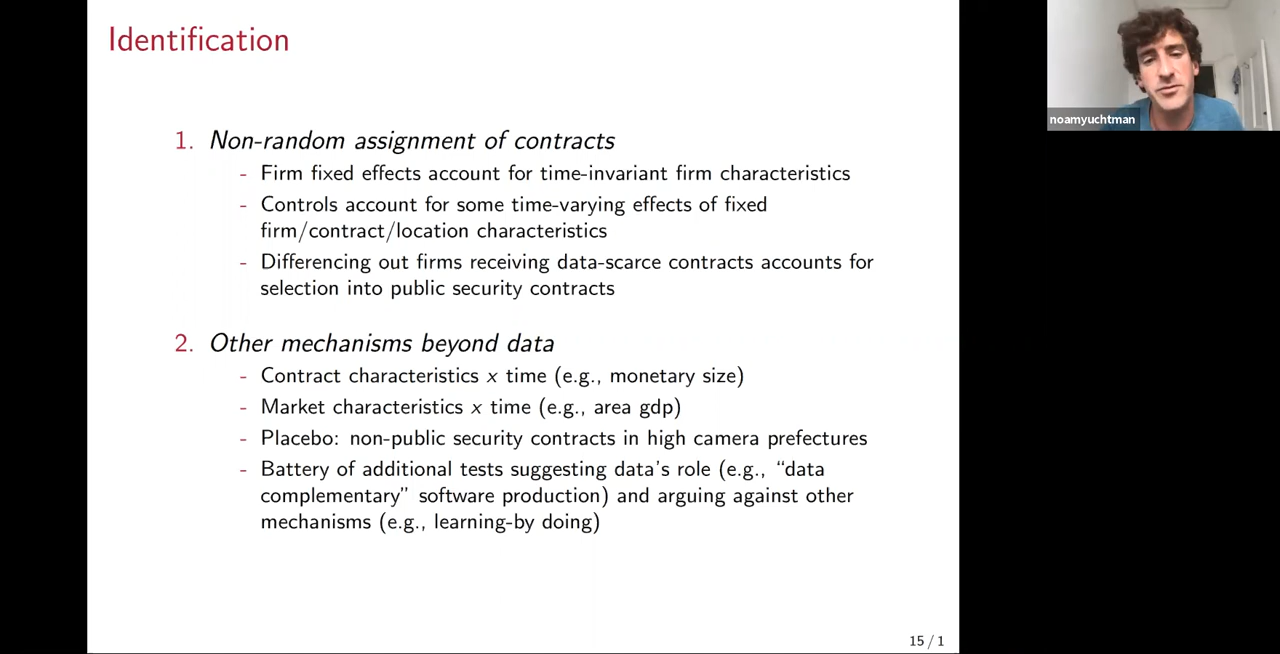 Identification
noamyuchtman
1. Non-random assignment of contracts
- Firm fixed effects account for time-invariant firm characteristics
- Controls account for some time-varying effects of fixed
firm/contract/location characteristics
- Differencing out firms receiving data-scarce contracts accounts for
selection into public security contracts
2. Other mechanisms beyond data
- Contract characteristics x time (e.g., monetary size)
- Market characteristics x time (e.g., area gdp)
- Placebo: non-public security contracts in high camera prefectures
- Battery of additional tests suggesting data's role (e.g., “data
complementary” software production) and arguing against other
mechanisms (e.g., learning-by doing)
15 / 1